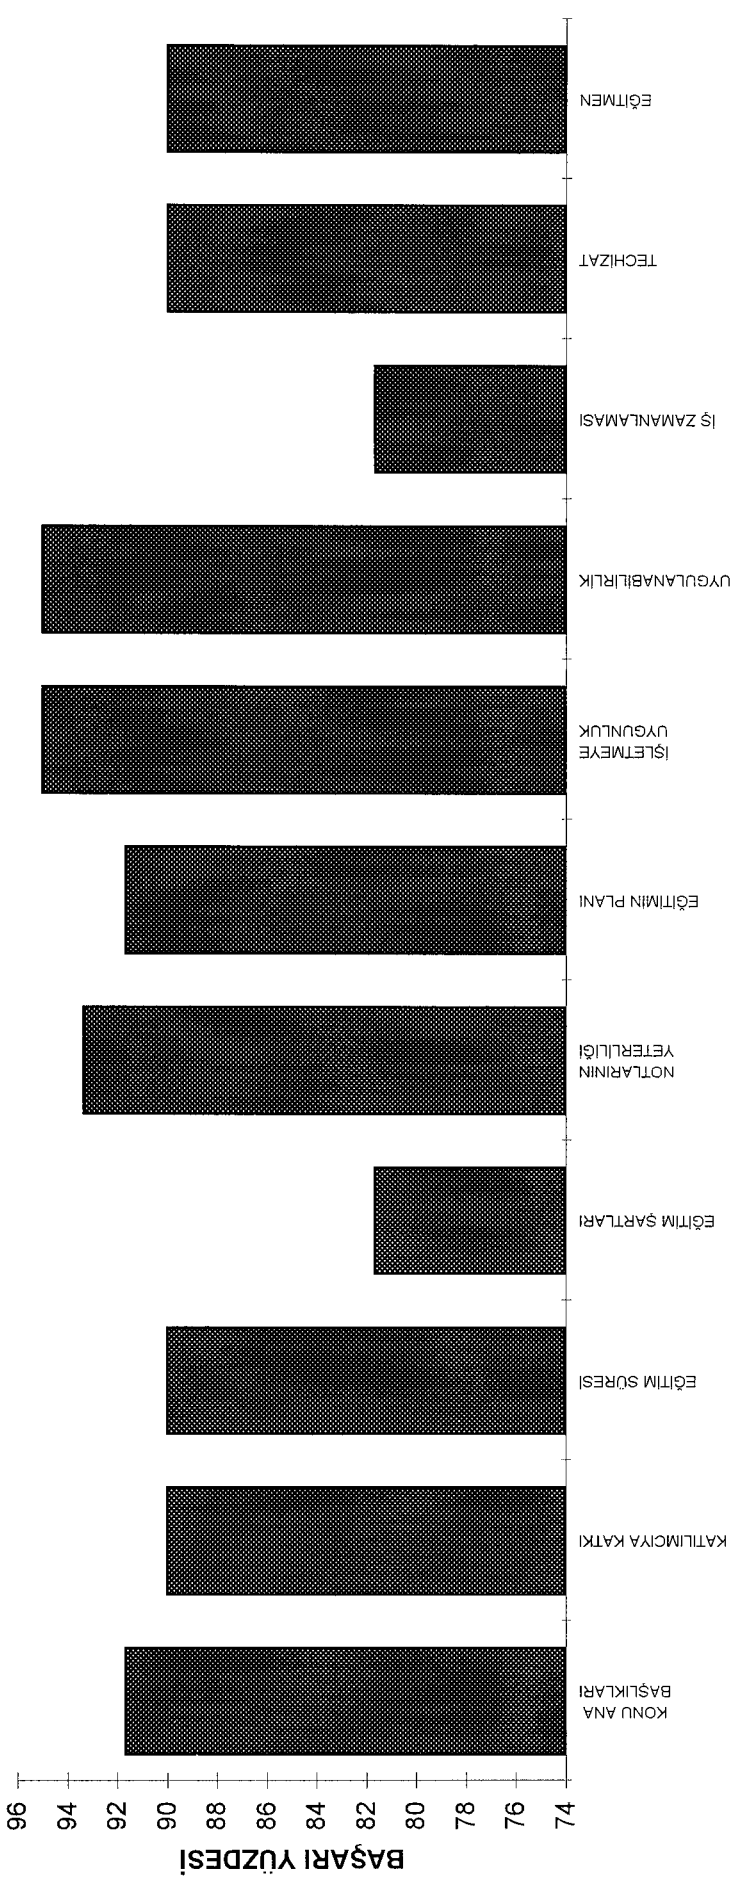 BAŞARI YÜZDESİ
96
94
92
90
88
86
84
82
80
78
76
74
KONU ANA
BAŞLIKLARI
KATILIMCIYA KATKI
EĞİTİM SÜRESİ
EĞİTİM ŞARTLARI
NOTLARININ
YETERLİLİĞİ
EĞİTİMİN PLANI
İŞLETMEYE
UYGUNLUK
UYGULANABİLİRLİK
İŞ ZAMANLAMASI
TECHİZAT
EĞİTMEN